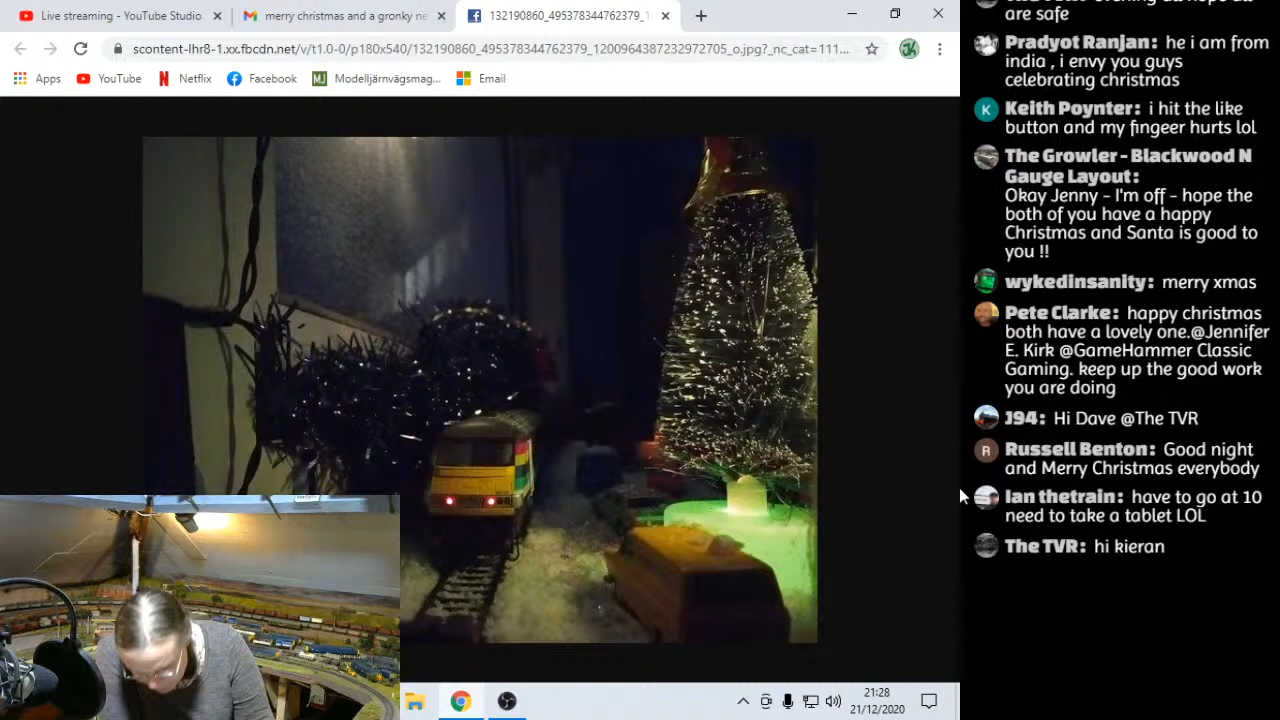 Live streaming - YouTube Studio
merry christmas and a gronky ne
132190860_495378344762379_1
scontent-lhr8-1.xx.fbcdn.net/v/t1.0-0/p180x540/132190860_495378344762379_1200964387232972705_o.jpg?_nc_cat=111...
Apps
YouTube
Netflix
Facebook
MJ
Modelljärnvägsmag...
Email
are safe
Pradyot Ranjan: he i am from
india , i envy you guys
celebrating christmas
K
Keith Poynter: i hit the like
button and my fingeer hurts lol
The Growler - Blackwood N
Gauge Layout:
Okay Jenny - I'm off - hope the
both of you have a happy
Christmas and Santa is good to
you !!
wykedinsanity: merry xmas
Pete Clarke: happy christmas
both have a lovely one.@Jennifer
E. Kirk @GameHammer Classic
Gaming. keep up the good work
you are doing
J94: Hi Dave @The TVR
R
Russell Benton: Good night
and Merry Christmas everybody
Ian thetrain: have to go at 10
need to take a tablet LOL
The TVR: hi kieran
21:28
21/12/2020